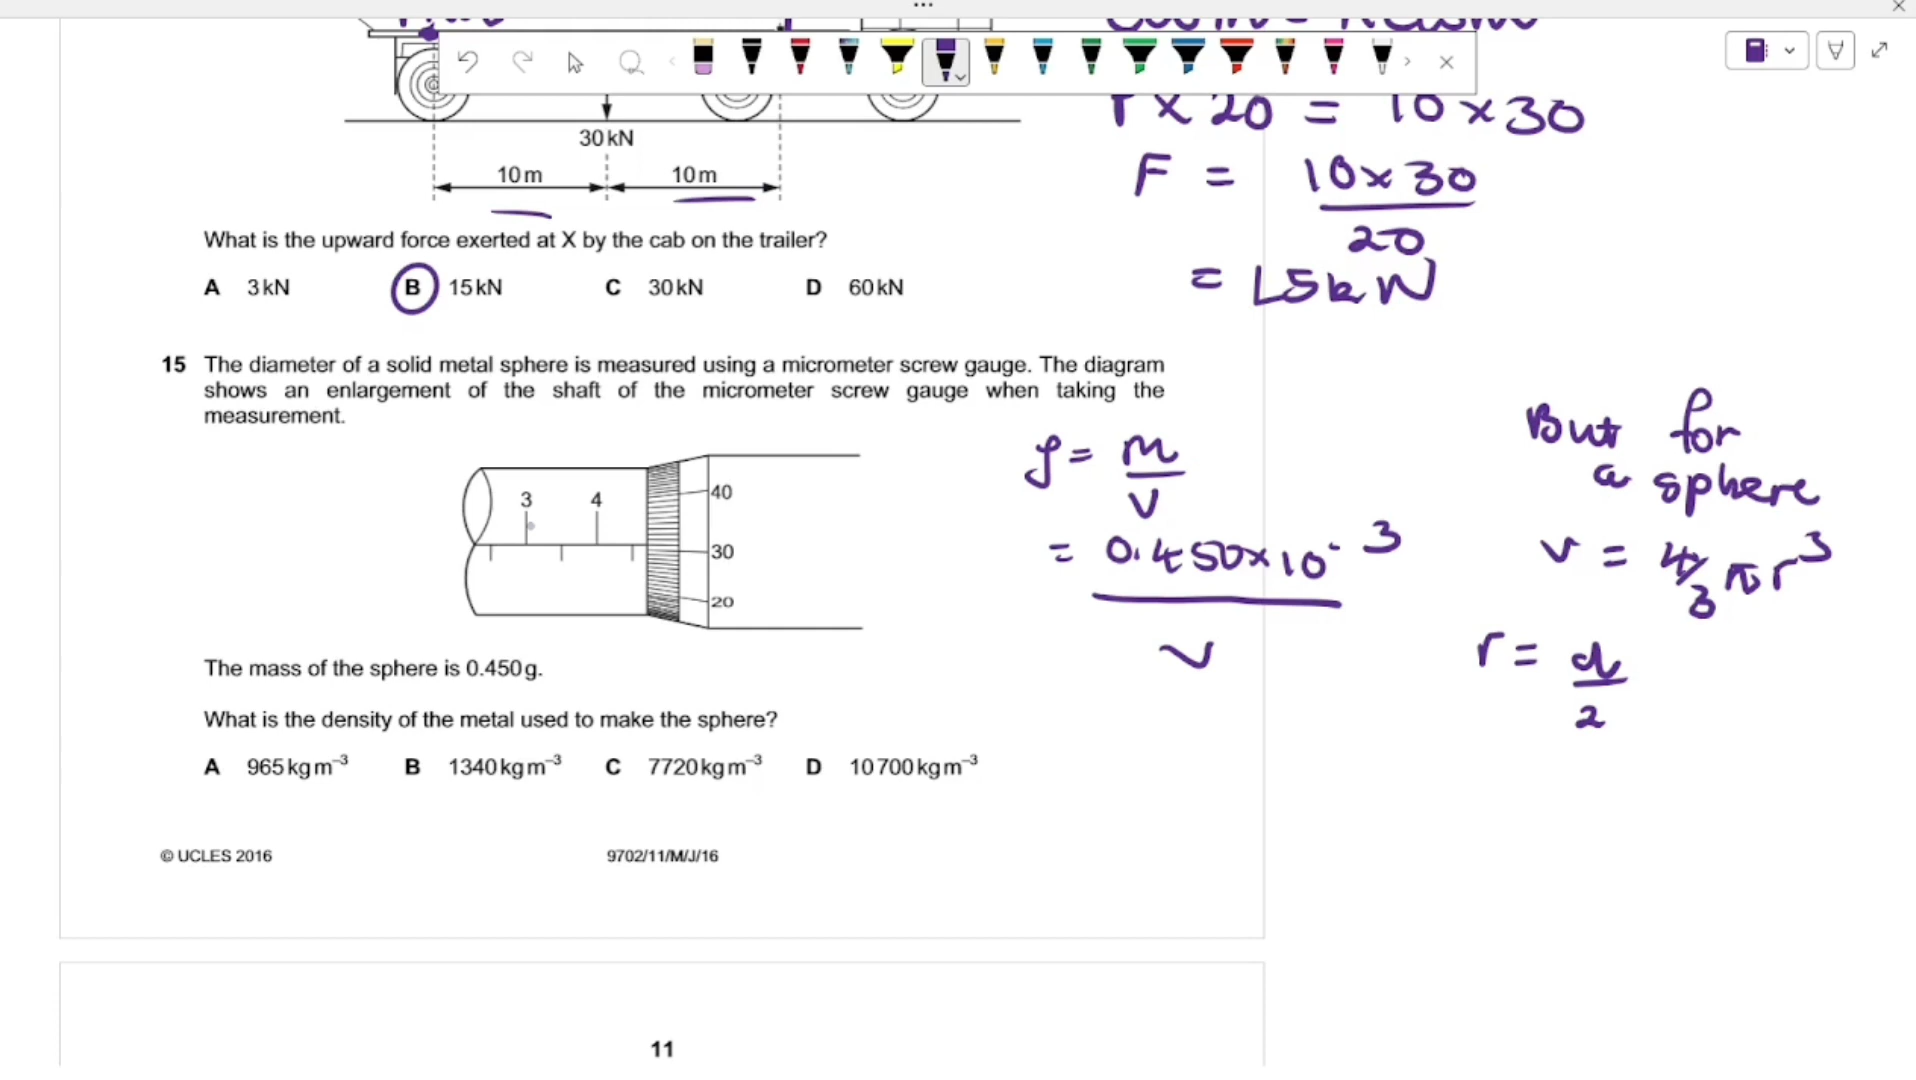 F × 20 = 10 × 30
30 kN
10 m 10 m
F = 10 × 30
20
= 15 kN
What is the upward force exerted at X by the cab on the trailer?
A 3 kN B 15 kN C 30 kN D 60 kN
15 The diameter of a solid metal sphere is measured using a micrometer screw gauge. The diagram
shows an enlargement of the shaft of the micrometer screw gauge when taking the
measurement.
3 4
40
30
20
ρ = m
V
= 0.450 × 10⁻³
V
But for
a sphere
V = 4/3 πr³
r = d
2
The mass of the sphere is 0.450 g.
What is the density of the metal used to make the sphere?
A 965 kg m⁻³ B 1340 kg m⁻³ C 7720 kg m⁻³ D 10 700 kg m⁻³
© UCLES 2016 9702/11/M/J/16
11